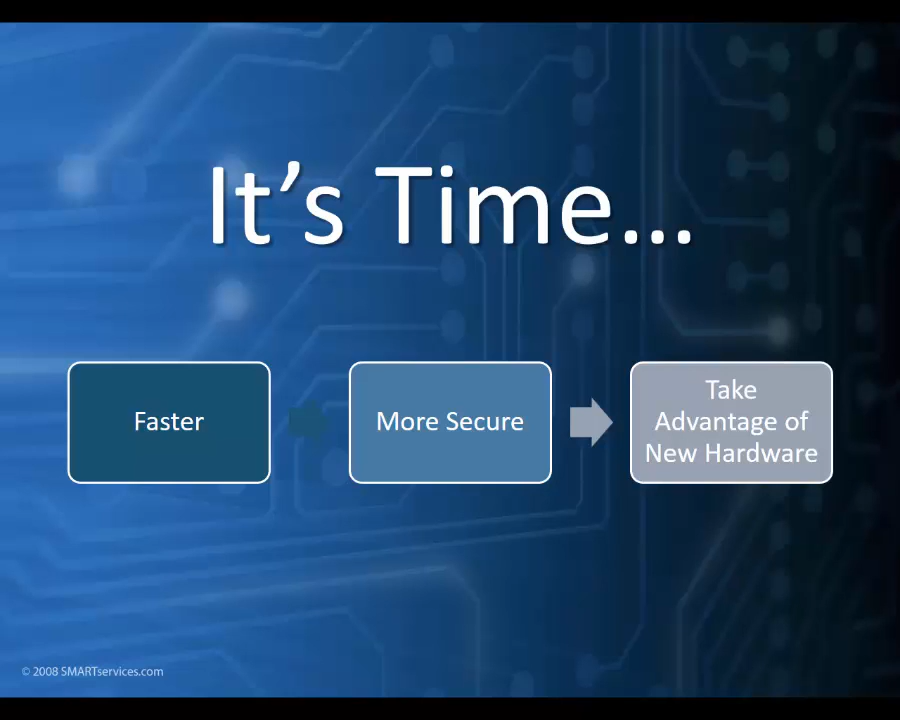 It’s Time…
Faster
More Secure
Take
Advantage of
New Hardware
© 2008 SMARTservices.com